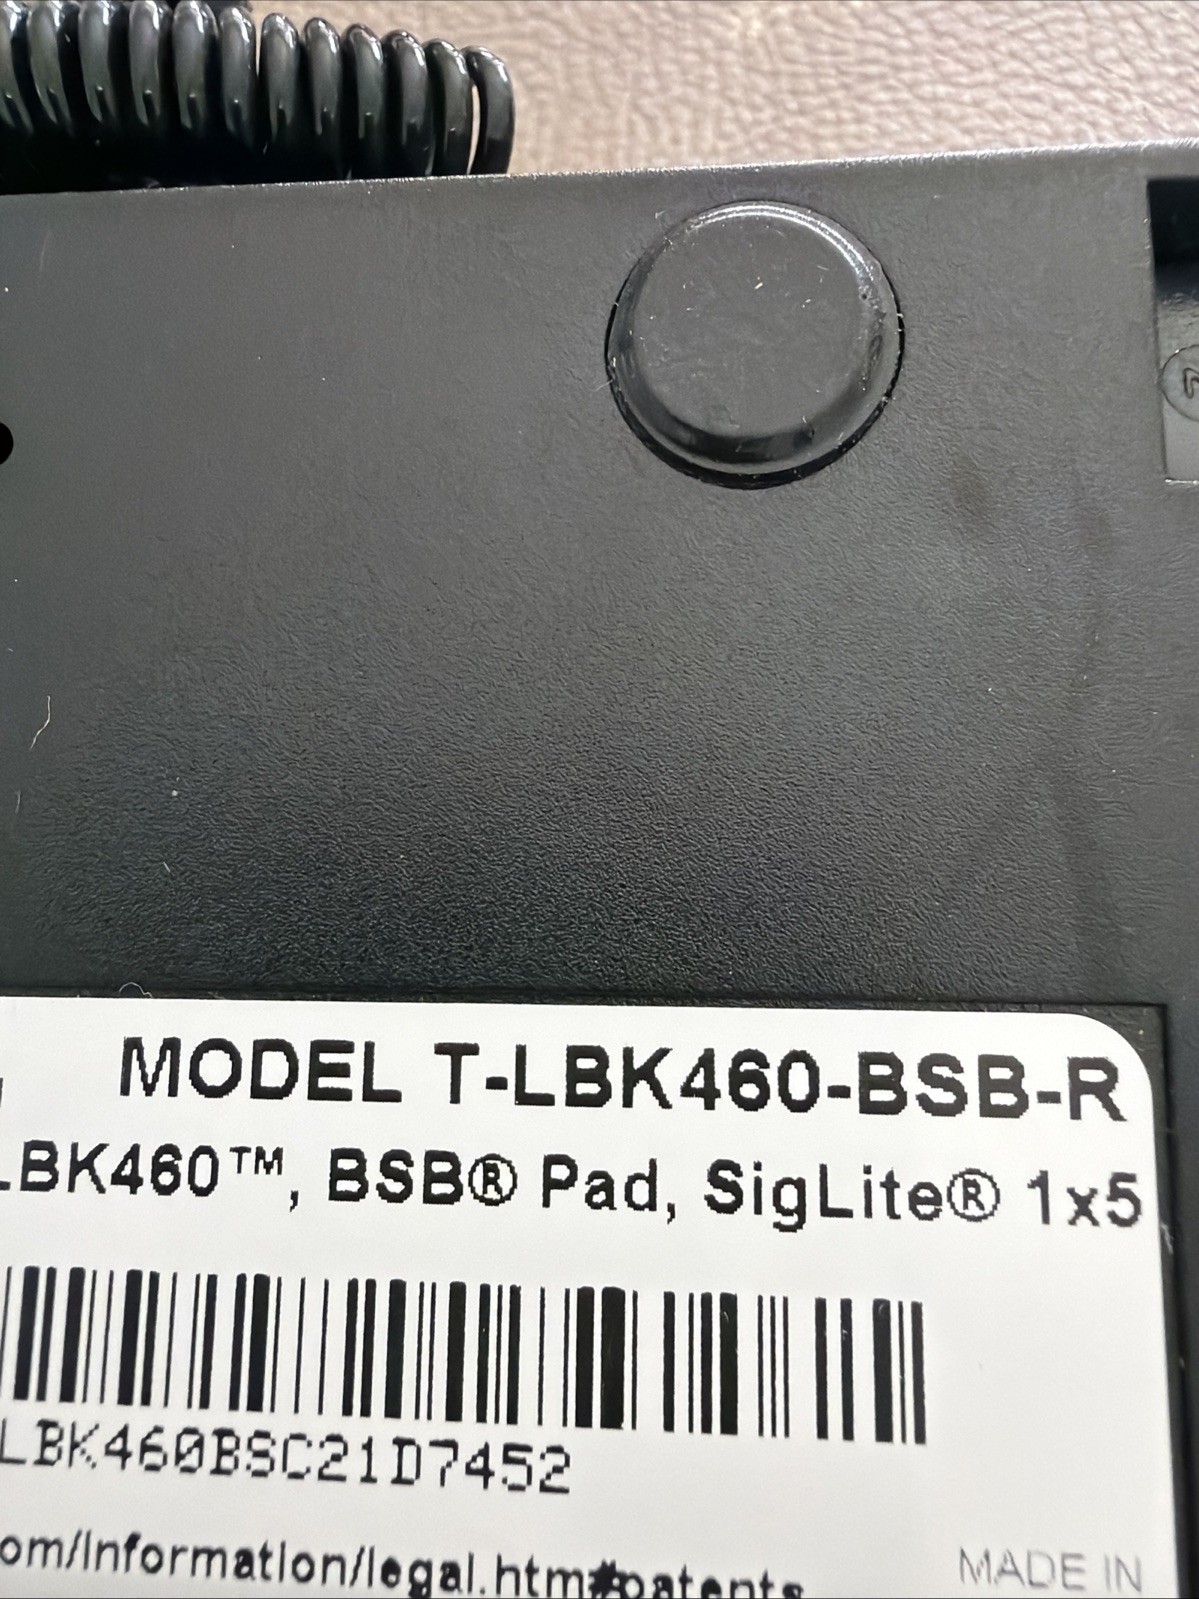 MODEL T-LBK460-BSB-R
LBK460™, BSB® Pad, SigLite® 1x5
LBK460BSC21D7452
om/information/legal.htm#patents
MADE IN